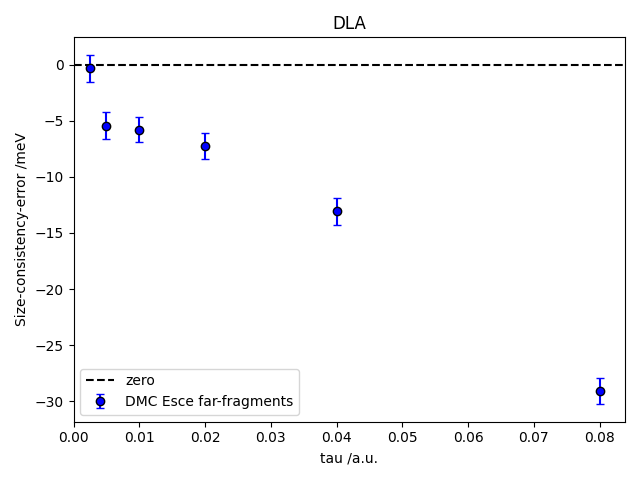 DLA
Size-consistency-error /meV
0
−5
−10
−15
−20
−25
−30
zero
DMC Esce far-fragments
0.00 0.01 0.02 0.03 0.04 0.05 0.06 0.07 0.08
tau /a.u.